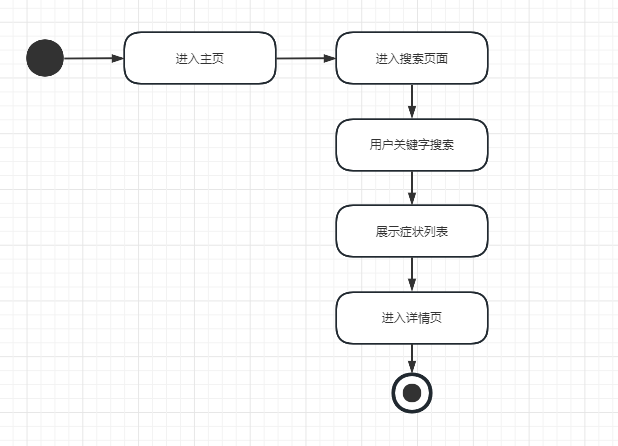 进入主页
进入搜索页面
用户关键字搜索
展示症状列表
进入详情页